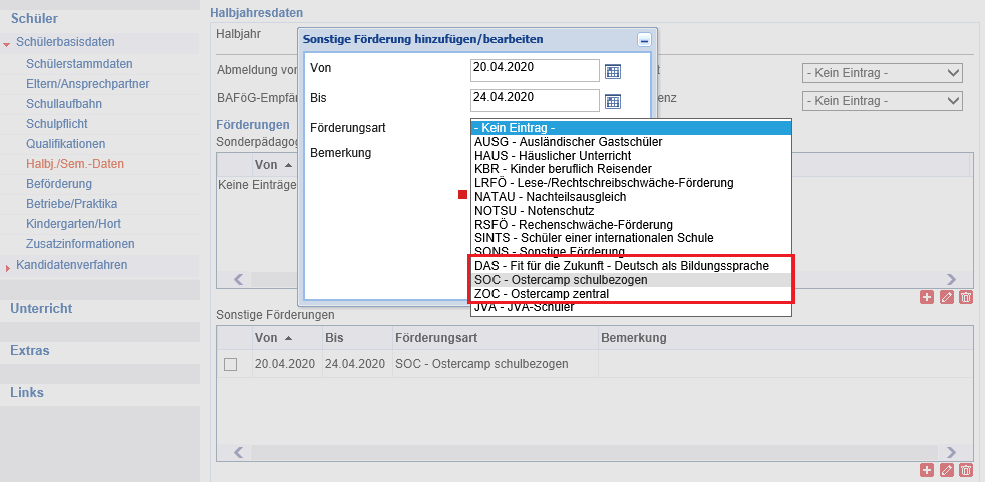 Schüler
Schülerbasisdaten
Schülerstammdaten
Eltern/Ansprechpartner
Schullaufbahn
Schulpflicht
Qualifikationen
Halbj./Sem.-Daten
Beförderung
Betriebe/Praktika
Kindergarten/Hort
Zusatzinformationen
Kandidatenverfahren
Unterricht
Extras
Links
Halbjahresdaten
Halbjahr
Abmeldung vor
- Kein Eintrag -
BAFöG-Empfän
enz
- Kein Eintrag -
Förderungen
Sonderpädagog
Von
Keine Einträge
Sonstige Förderung hinzufügen/bearbeiten
Von
20.04.2020
Bis
24.04.2020
Förderungsart
Bemerkung
- Kein Eintrag -
AUSG - Ausländischer Gastschüler
HAUS - Häuslicher Unterricht
KBR - Kinder beruflich Reisender
LRFÖ - Lese-/Rechtschreibschwäche-Förderung
NATAU - Nachteilsausgleich
NOTSU - Notenschutz
RSFÖ - Rechenschwäche-Förderung
SINTS - Schüler einer internationalen Schule
SONS - Sonstige Förderung
DAS - Fit für die Zukunft - Deutsch als Bildungssprache
SOC - Ostercamp schulbezogen
ZOC - Ostercamp zentral
JVA - JVA-Schüler
Sonstige Förderungen
Von Bis Förderungsart Bemerkung
20.04.2020 24.04.2020 SOC - Ostercamp schulbezogen